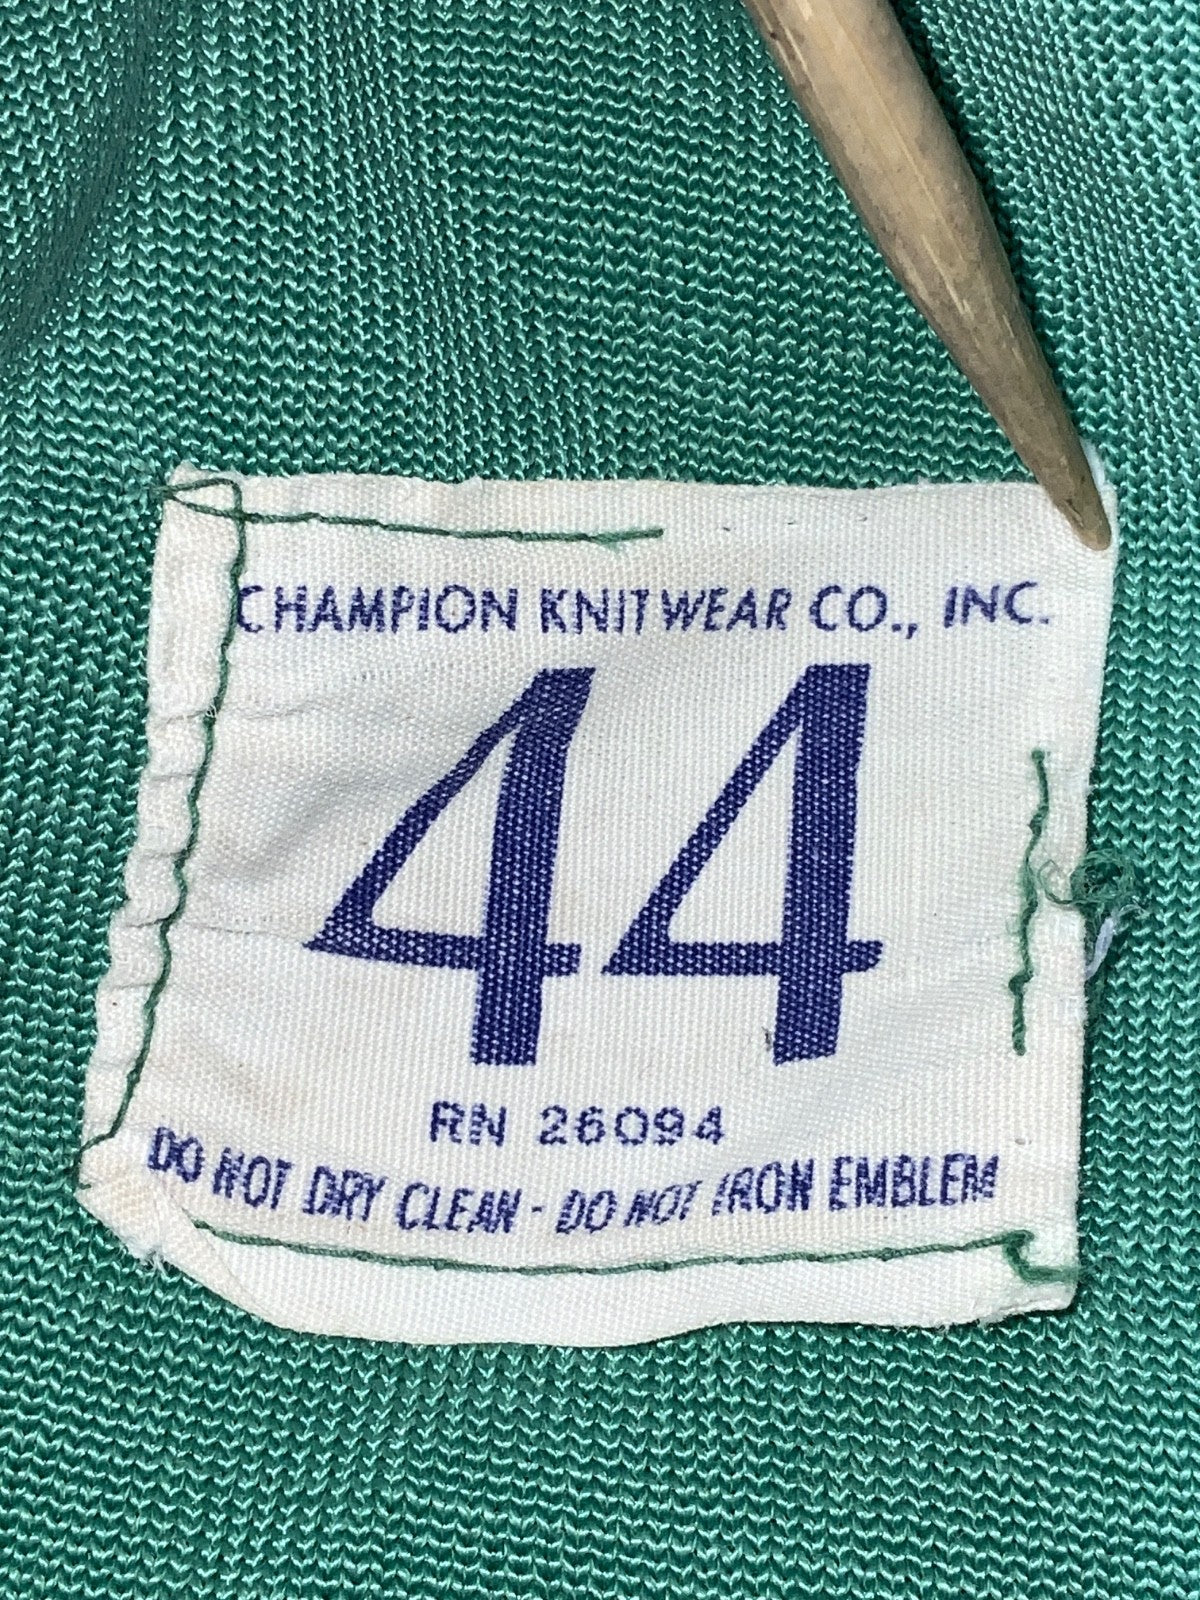 CHAMPION KNITWEAR CO., INC.
44
RN 26094
DO NOT DRY CLEAN - DO NOT IRON EMBLEM